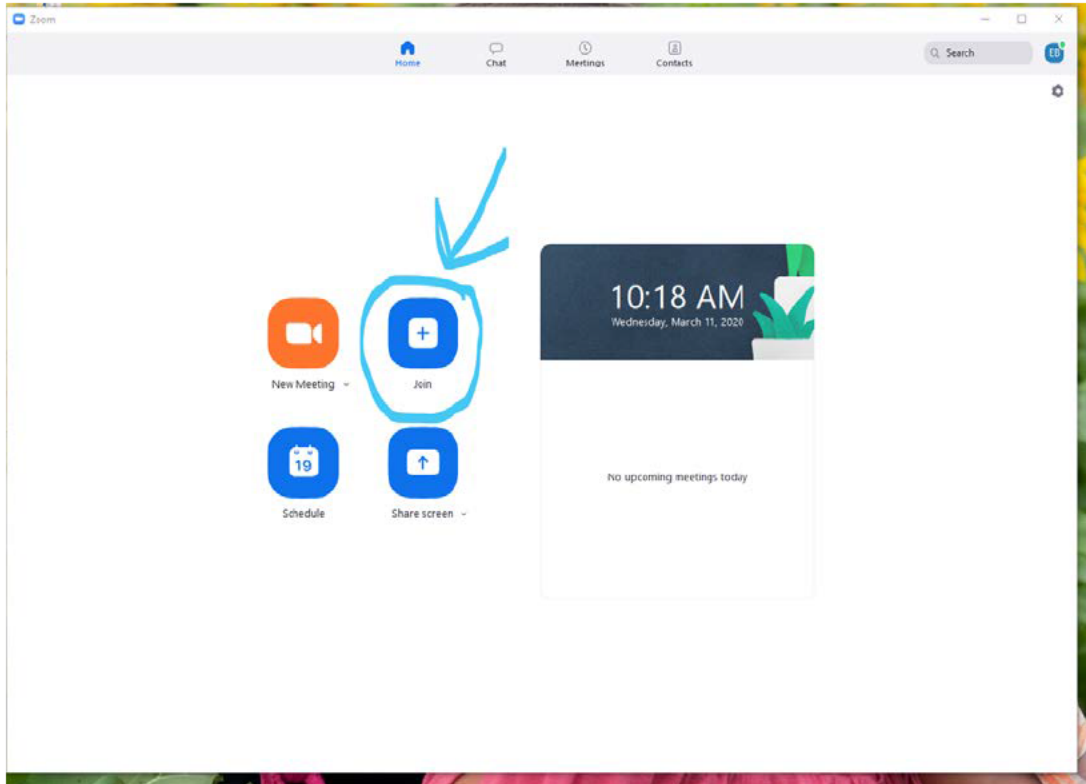 Zoom
Home
Chat
Meetings
Contacts
Search
EB
10:18 AM
Wednesday, March 11, 2020
New Meeting
Join
19
Schedule
Share screen
No upcoming meetings today